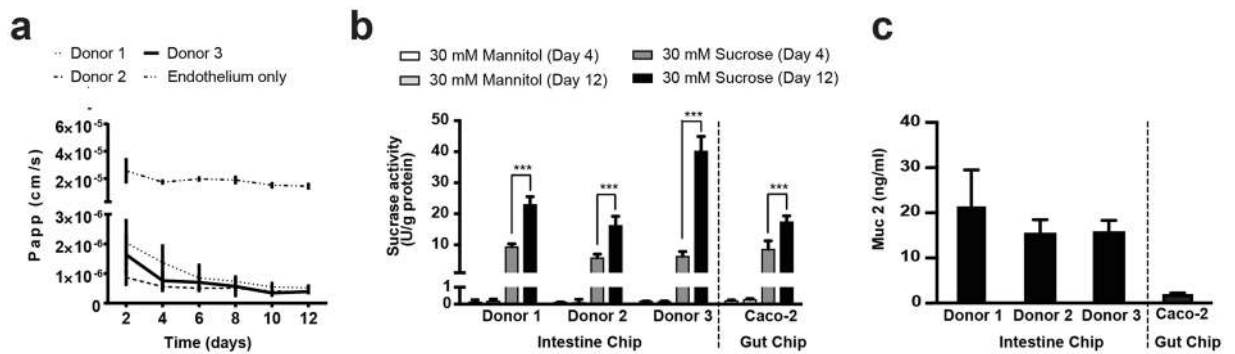 a
Donor 1
Donor 3
Donor 2
Endothelium only
6×10⁻⁵
4×10⁻⁵
2×10⁻⁵
3×10⁻⁶
2×10⁻⁶
1×10⁻⁶
0
Papp (cm/s)
2 4 6 8 10 12
Time (days)
b
30 mM Mannitol (Day 4)
30 mM Sucrose (Day 4)
30 mM Mannitol (Day 12)
30 mM Sucrose (Day 12)
Sucrase activity
(U/g protein)
50
40
30
20
10
1
0
***
***
***
***
Donor 1 Donor 2 Donor 3 Caco-2
Intestine Chip Gut Chip
c
Muc 2 (ng/ml)
40
30
20
10
0
Donor 1 Donor 2 Donor 3 Caco-2
Intestine Chip Gut Chip